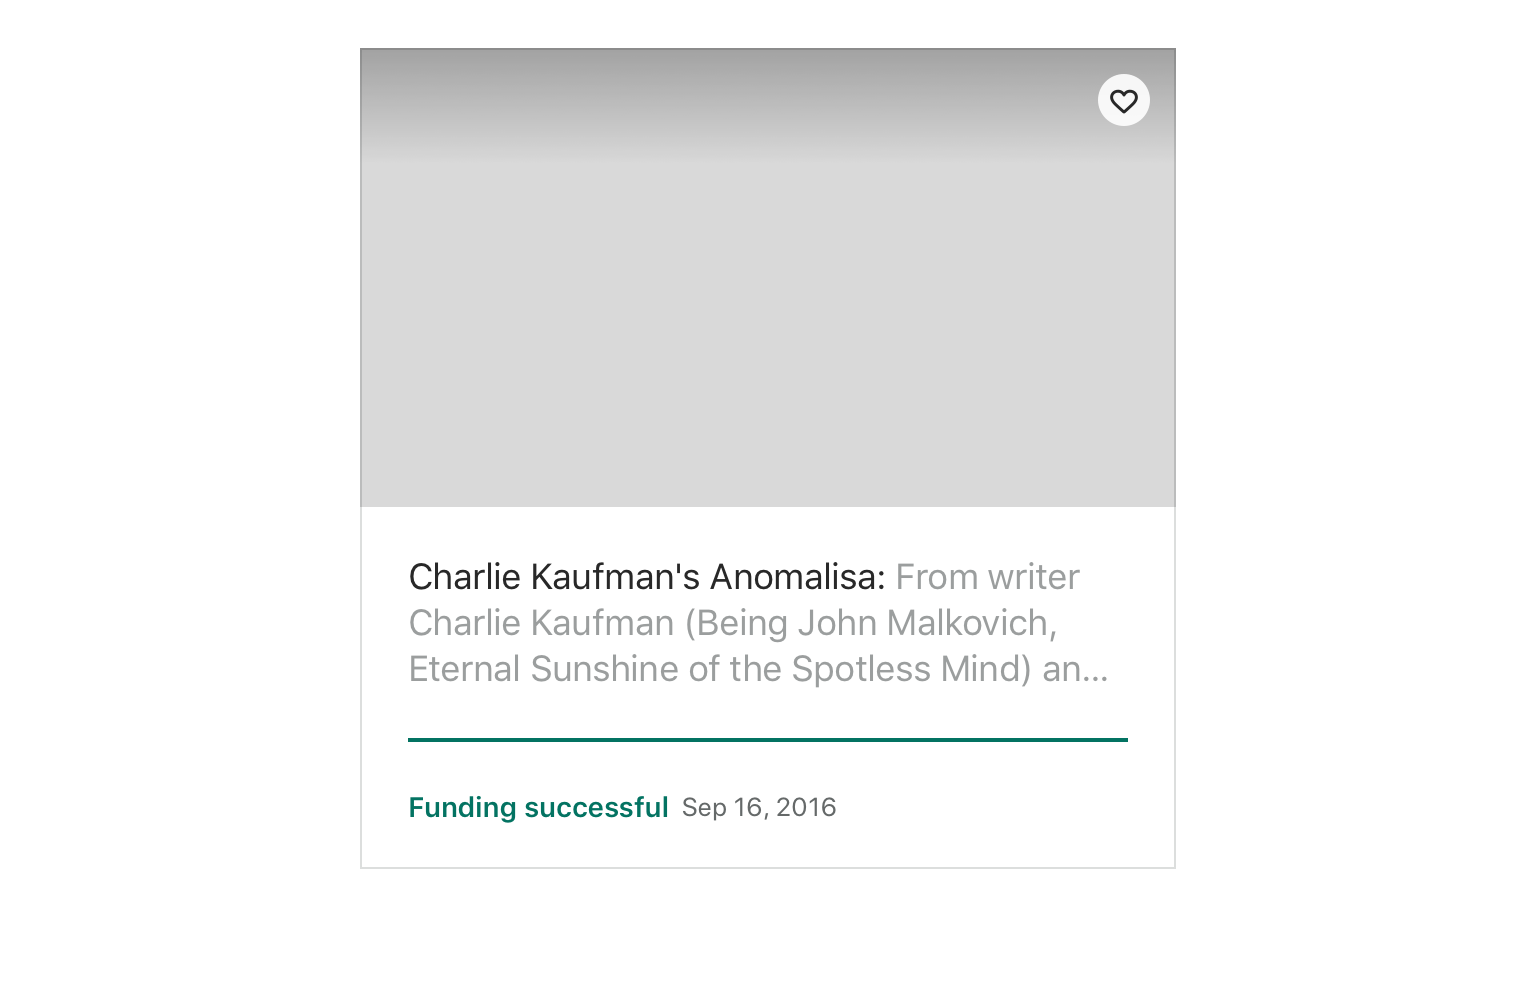 Charlie Kaufman's Anomalisa: From writer
Charlie Kaufman (Being John Malkovich,
Eternal Sunshine of the Spotless Mind) an…
Funding successful Sep 16, 2016